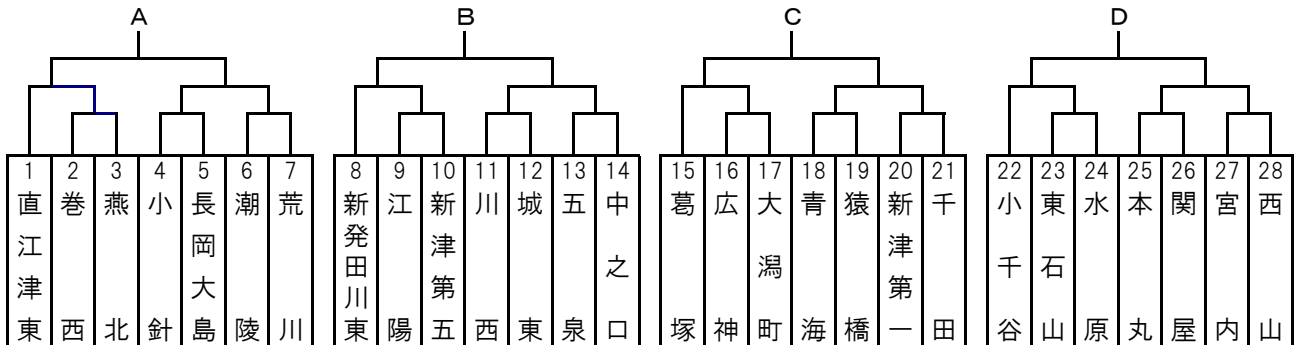 A
B
C
D
1 直江津東
2 巻西
3 燕北
4 小針
5 長岡大島
6 潮陵
7 荒川
8 新発田川東
9 江陽
10 新津第五
11 川西
12 城東
13 五泉
14 中之口
15 葛塚
16 広神
17 大潟町
18 青海
19 猿橋
20 新津第一
21 千田
22 小千谷
23 東石山
24 水原
25 本丸
26 関屋
27 宮内
28 西山